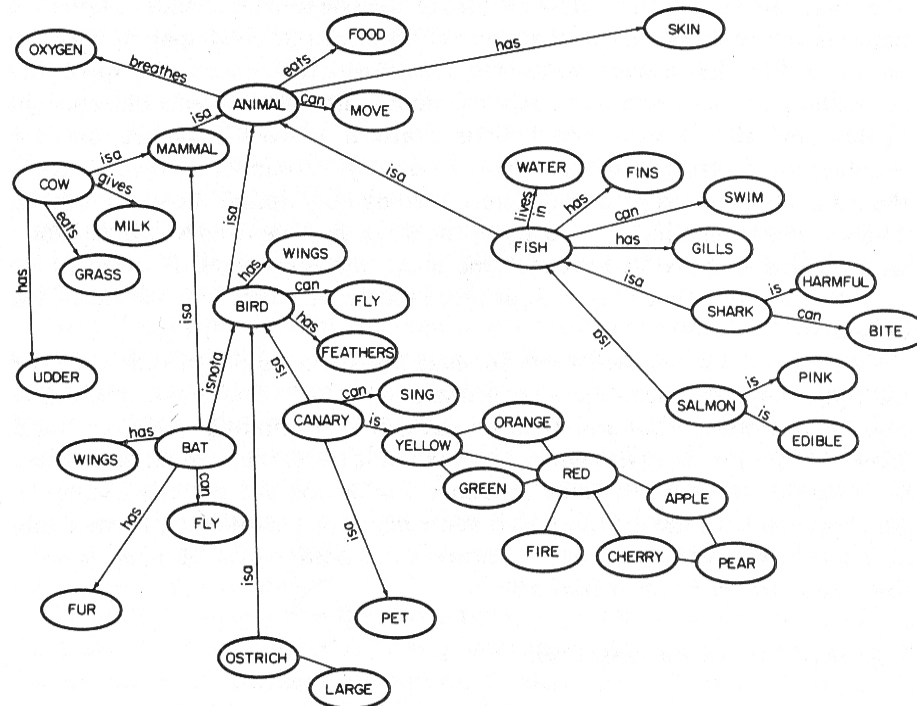 SKIN
FOOD
OXYGEN
has
eats
breathes
ANIMAL
can
MOVE
isa
MAMMAL
isa
COW
gives
MILK
eats
GRASS
has
UDDER
isa
isa
isa
WATER
FINS
SWIM
lives in
has
can
FISH
has
GILLS
WINGS
has
can
FLY
BIRD
has
FEATHERS
isa
SHARK
is
HARMFUL
can
BITE
isa
SALMON
is
PINK
is
EDIBLE
isnota
isa
CANARY
can
SING
is
YELLOW
ORANGE
GREEN
RED
APPLE
FIRE
CHERRY
PEAR
has
BAT
WINGS
can
FLY
has
FUR
isa
isa
PET
OSTRICH
LARGE